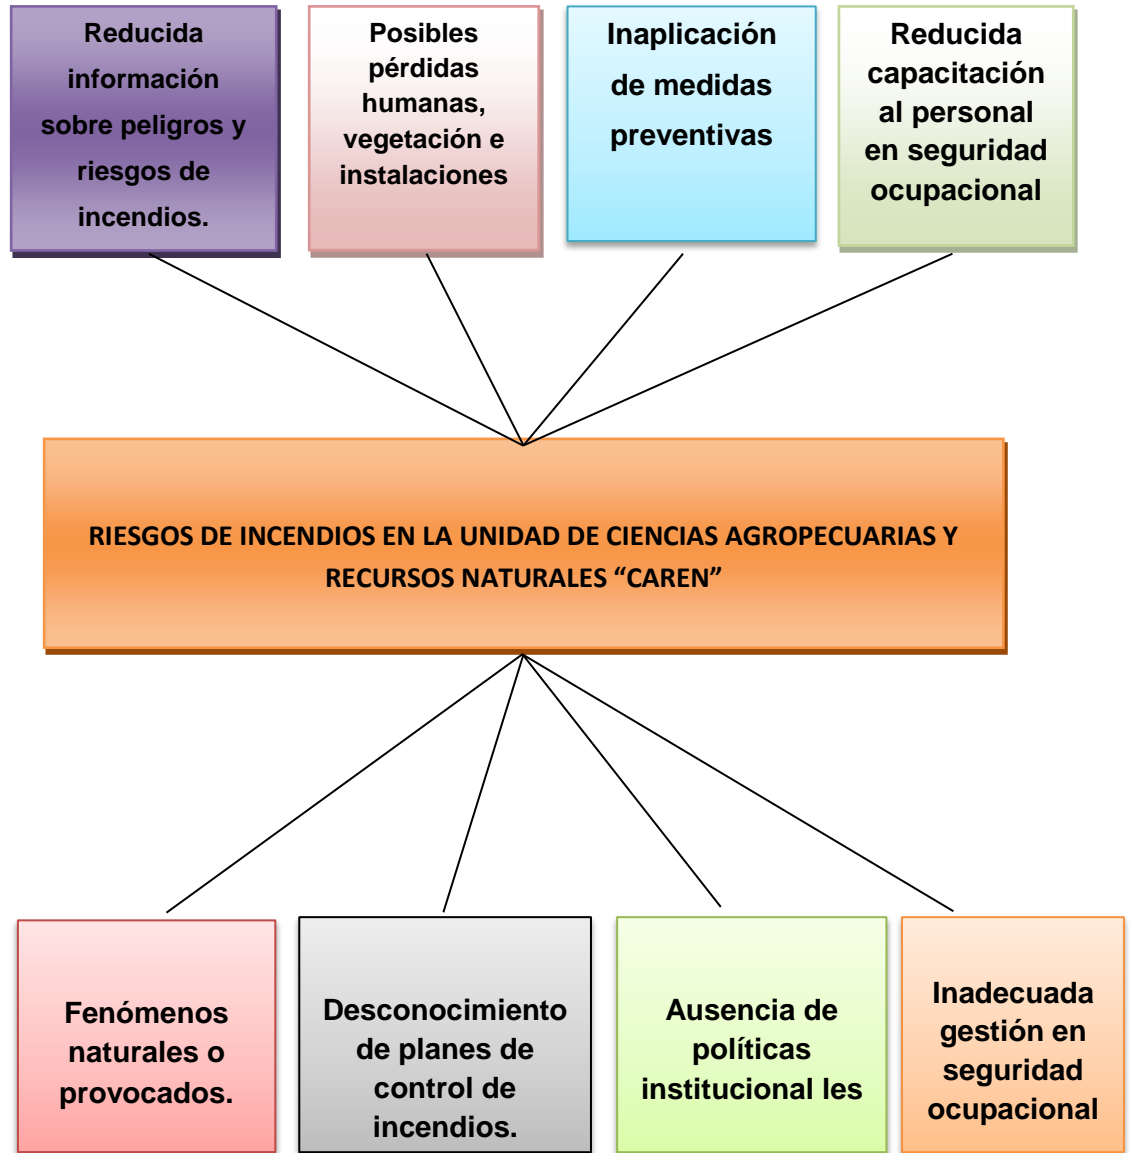 Reducida
información
sobre peligros y
riesgos de
incendios.
Posibles
pérdidas
humanas,
vegetación e
instalaciones
Inaplicación
de medidas
preventivas
Reducida
capacitación
al personal
en seguridad
ocupacional
RIESGOS DE INCENDIOS EN LA UNIDAD DE CIENCIAS AGROPECUARIAS Y
RECURSOS NATURALES “CAREN”
Fenómenos
naturales o
provocados.
Desconocimiento
de planes de
control de
incendios.
Ausencia de
políticas
institucional les
Inadecuada
gestión en
seguridad
ocupacional